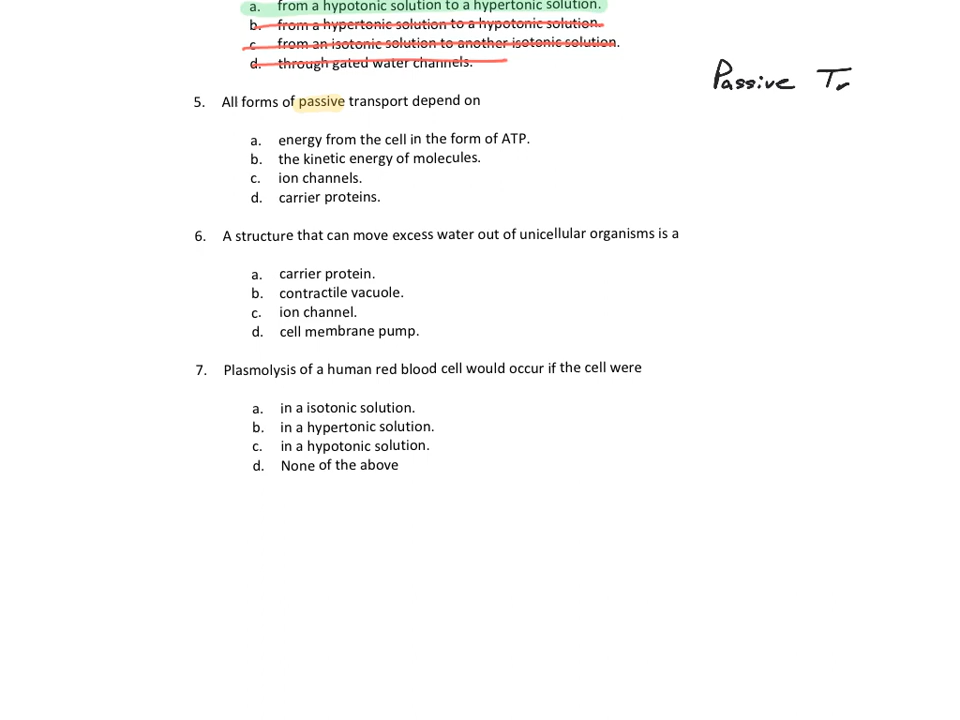 a. from a hypotonic solution to a hypertonic solution.
b. from a hypertonic solution to a hypotonic solution.
c from an isotonic solution to another isotonic solution.
d. through gated water channels.
Passive Tr
5. All forms of passive transport depend on
a. energy from the cell in the form of ATP.
b. the kinetic energy of molecules.
c. ion channels.
d. carrier proteins.
6. A structure that can move excess water out of unicellular organisms is a
a. carrier protein.
b. contractile vacuole.
c. ion channel.
d. cell membrane pump.
7. Plasmolysis of a human red blood cell would occur if the cell were
a. in a isotonic solution.
b. in a hypertonic solution.
c. in a hypotonic solution.
d. None of the above